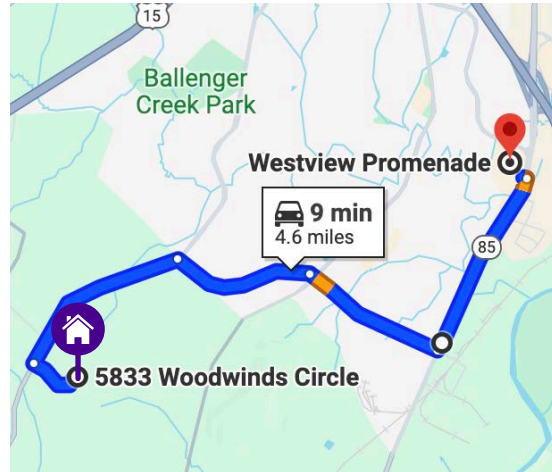 15
Ballenger
Creek Park
Westview Promenade
9 min
4.6 miles
85
5833 Woodwinds Circle